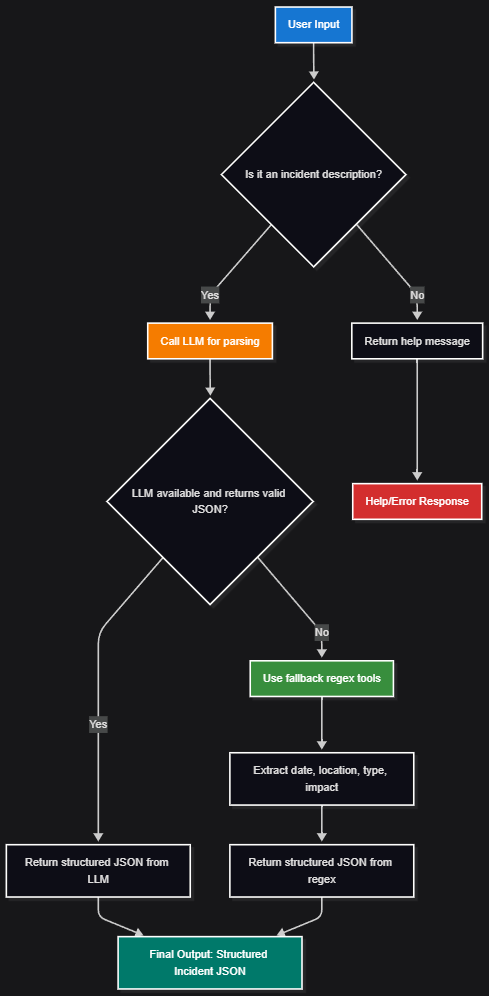 User Input
Is it an incident description?
Yes
No
Call LLM for parsing
Return help message
LLM available and returns valid
JSON?
Help/Error Response
No
Use fallback regex tools
Yes
Extract date, location, type,
impact
Return structured JSON from
LLM
Return structured JSON from
regex
Final Output: Structured
Incident JSON